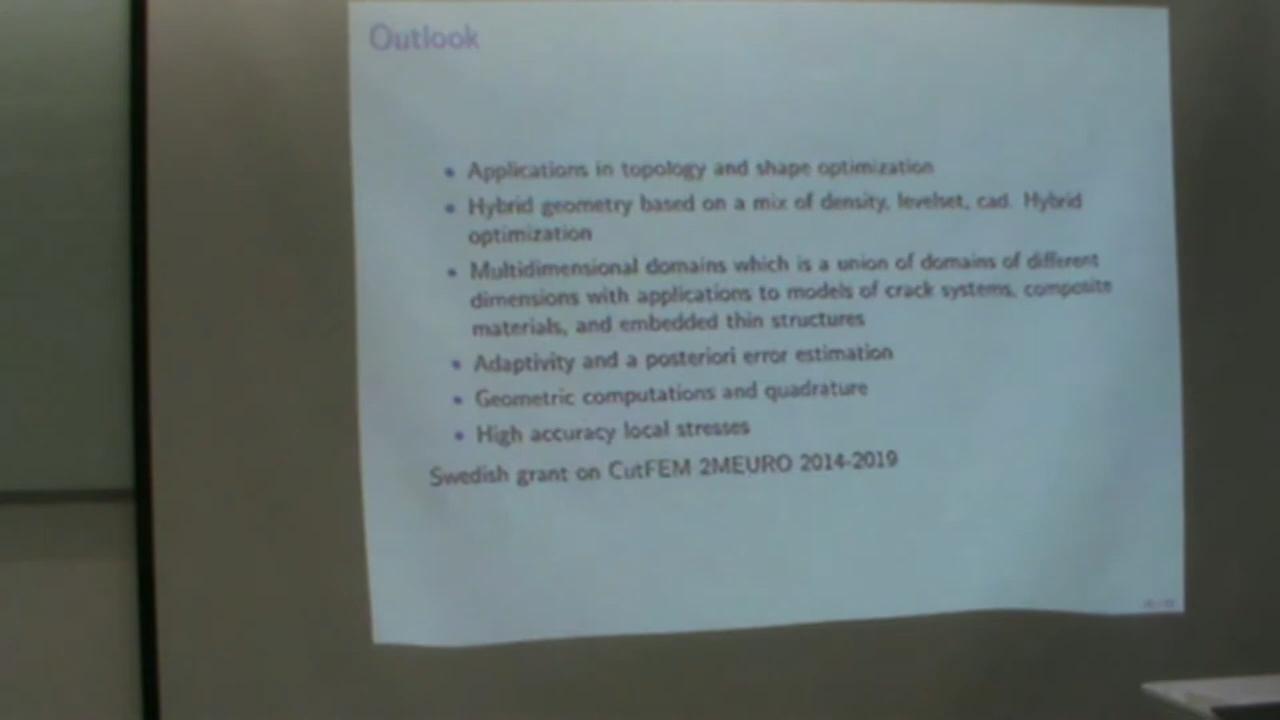 Outlook
Applications in topology and shape optimization
Hybrid geometry based on a mix of density, levelset, cad. Hybrid
optimization
Multidimensional domains which is a union of domains of different
dimensions with applications to models of crack systems, composite
materials, and embedded thin structures
Adaptivity and a posteriori error estimation
Geometric computations and quadrature
High accuracy local stresses
Swedish grant on CutFEM 2MEURO 2014-2019